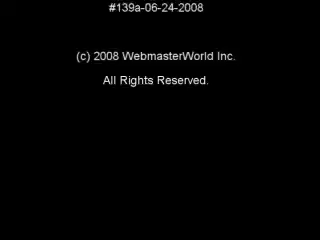 #139a-06-24-2008
(c) 2008 WebmasterWorld Inc.
All Rights Reserved.